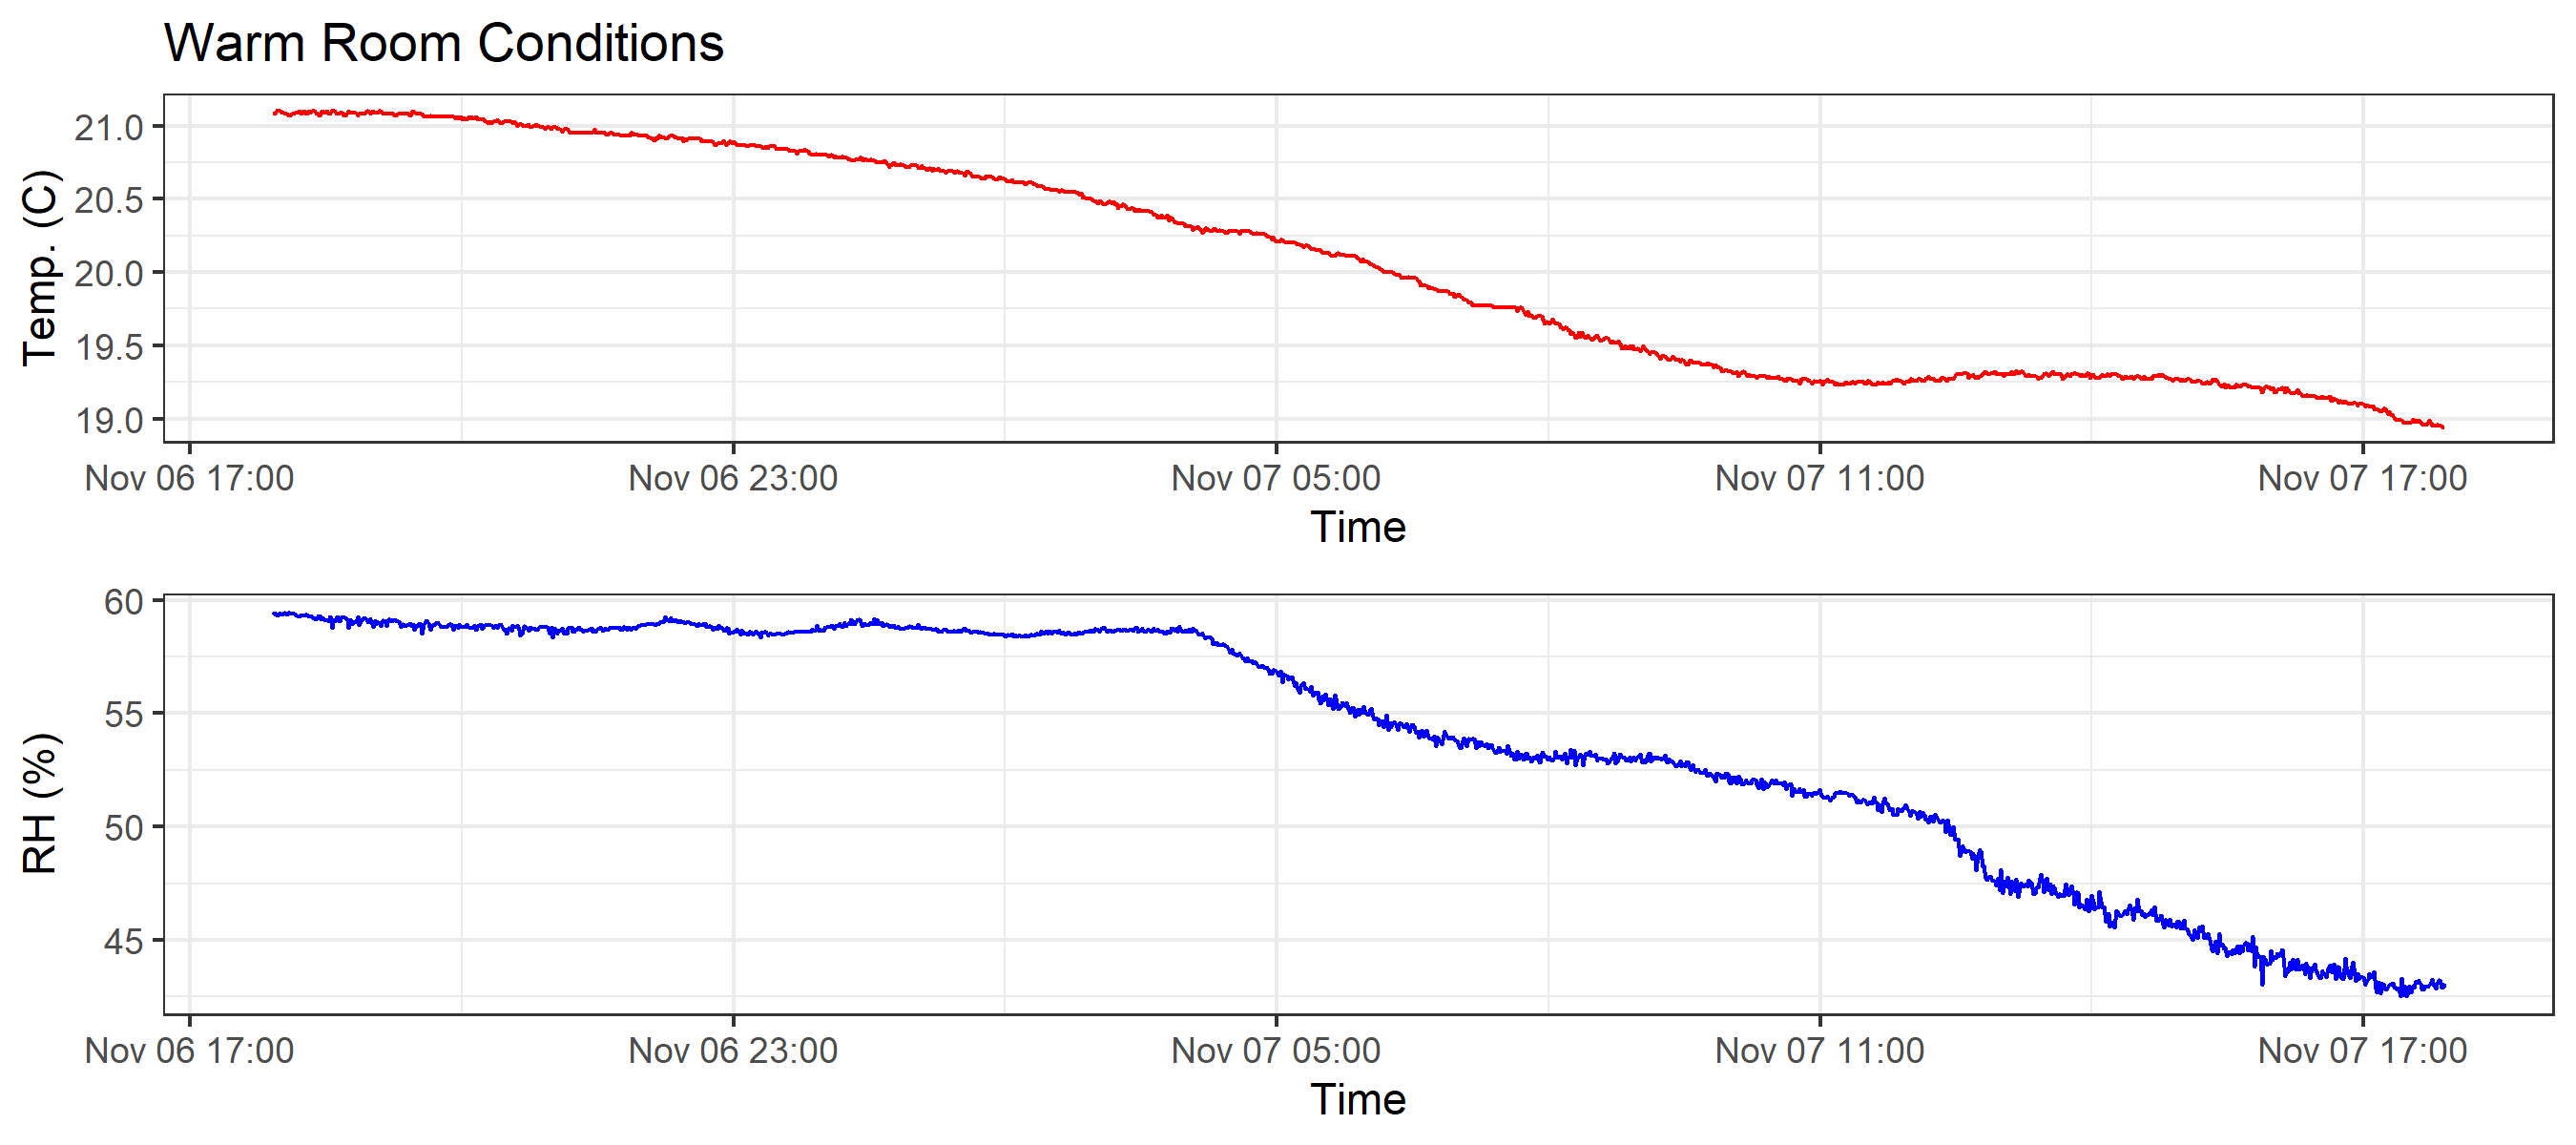 Warm Room Conditions
Temp. (C)
21.0
20.5
20.0
19.5
19.0
Nov 06 17:00 Nov 06 23:00 Nov 07 05:00 Nov 07 11:00 Nov 07 17:00
Time
RH (%)
60
55
50
45
Nov 06 17:00 Nov 06 23:00 Nov 07 05:00 Nov 07 11:00 Nov 07 17:00
Time